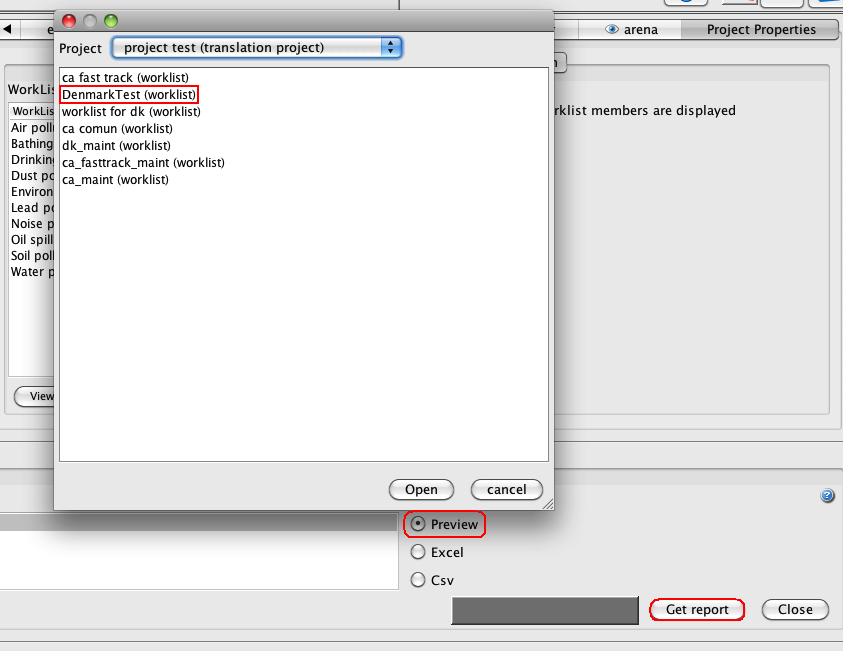 arena
Project Properties
Project
project test (translation project)
ca fast track (worklist)
DenmarkTest (worklist)
worklist for dk (worklist)
ca comun (worklist)
dk_maint (worklist)
ca_fasttrack_maint (worklist)
ca_maint (worklist)
Open
cancel
WorkLis
WorkLis
Air pollu
Bathing
Drinking
Dust po
Environ
Lead po
Noise p
Oil spill
Soil poll
Water p
View
rklist members are displayed
Preview
Excel
Csv
Get report
Close